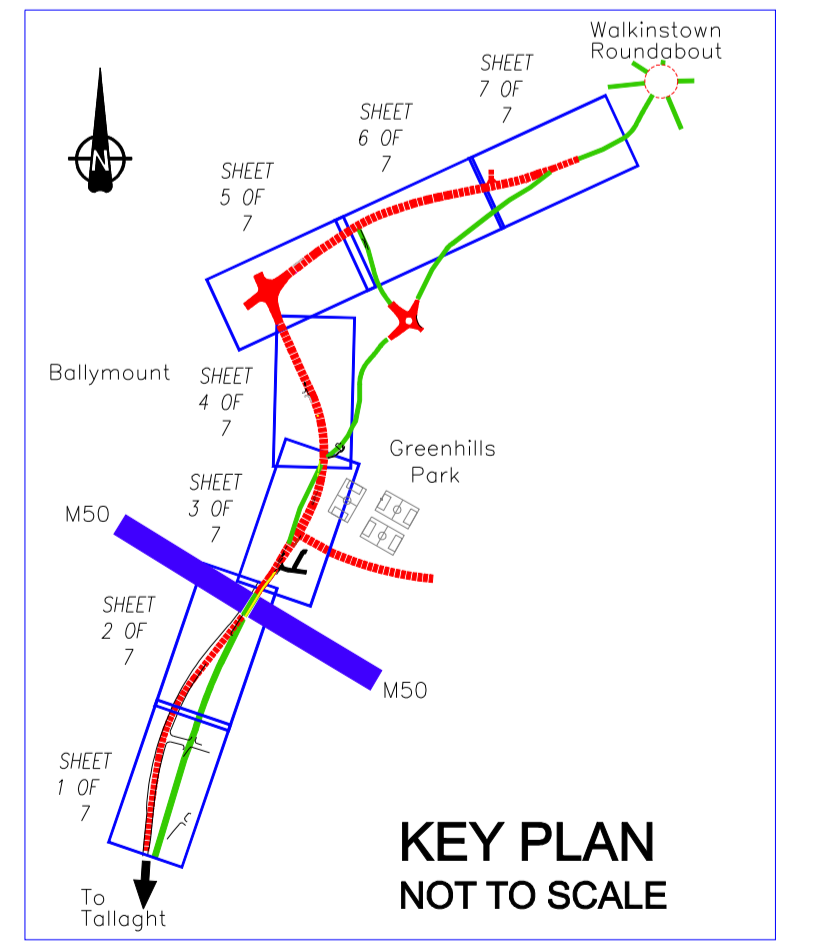 Walkinstown
Roundabout
SHEET
7 OF
7
SHEET
6 OF
7
N
SHEET
5 OF
7
Ballymount
SHEET
4 OF
7
Greenhills
Park
SHEET
3 OF
7
M50
SHEET
2 OF
7
M50
SHEET
1 OF
7
KEY PLAN
NOT TO SCALE
To
Tallaght